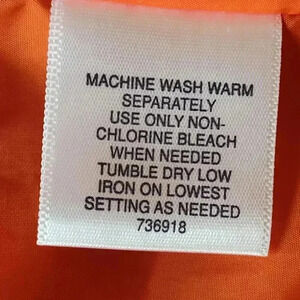 MACHINE WASH WARM
SEPARATELY
USE ONLY NON-
CHLORINE BLEACH
WHEN NEEDED
TUMBLE DRY LOW
IRON ON LOWEST
SETTING AS NEEDED
736918